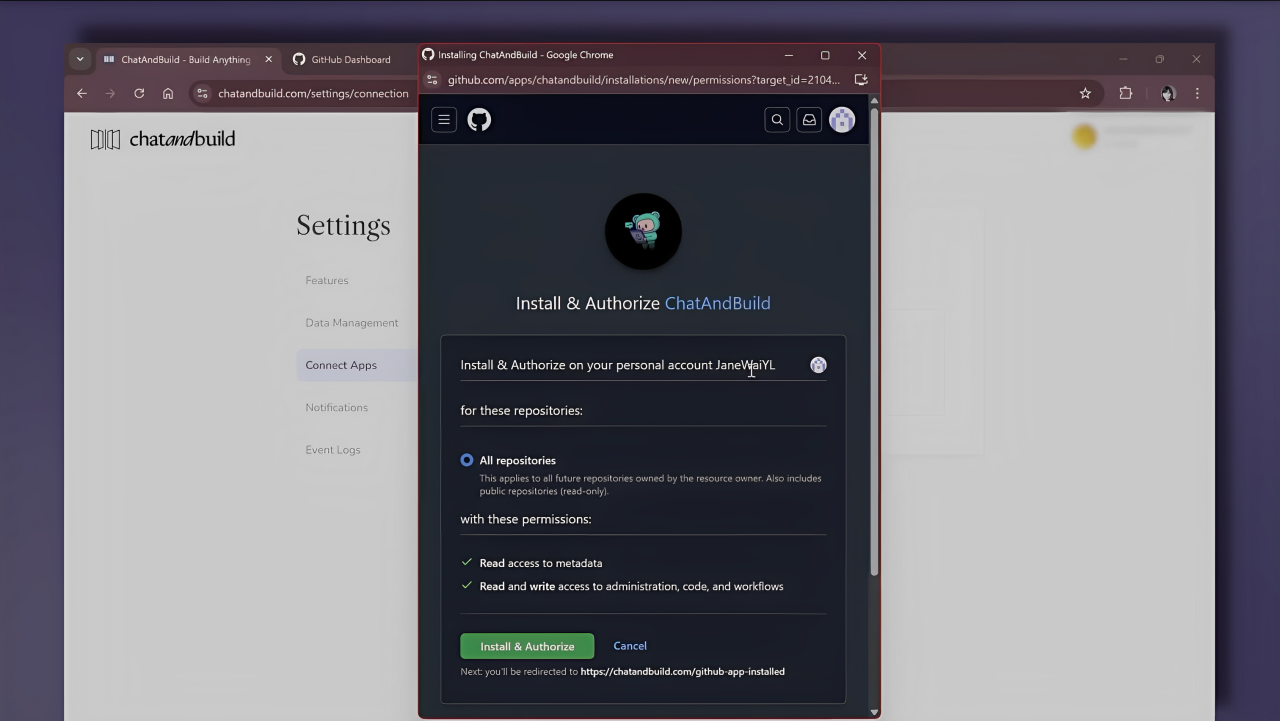 ChatAndBuild - Build Anything
GitHub Dashboard
chatandbuild.com/settings/connection
chatandbuild
Settings
Features
Data Management
Connect Apps
Notifications
Event Logs
Installing ChatAndBuild - Google Chrome
github.com/apps/chatandbuild/installations/new/permissions?target_id=2104...
Install & Authorize ChatAndBuild
Install & Authorize on your personal account JaneWaiYL
for these repositories:
All repositories
This applies to all future repositories owned by the resource owner. Also includes
public repositories (read-only).
with these permissions:
Read access to metadata
Read and write access to administration, code, and workflows
Install & Authorize
Cancel
Next: you'll be redirected to https://chatandbuild.com/github-app-installed